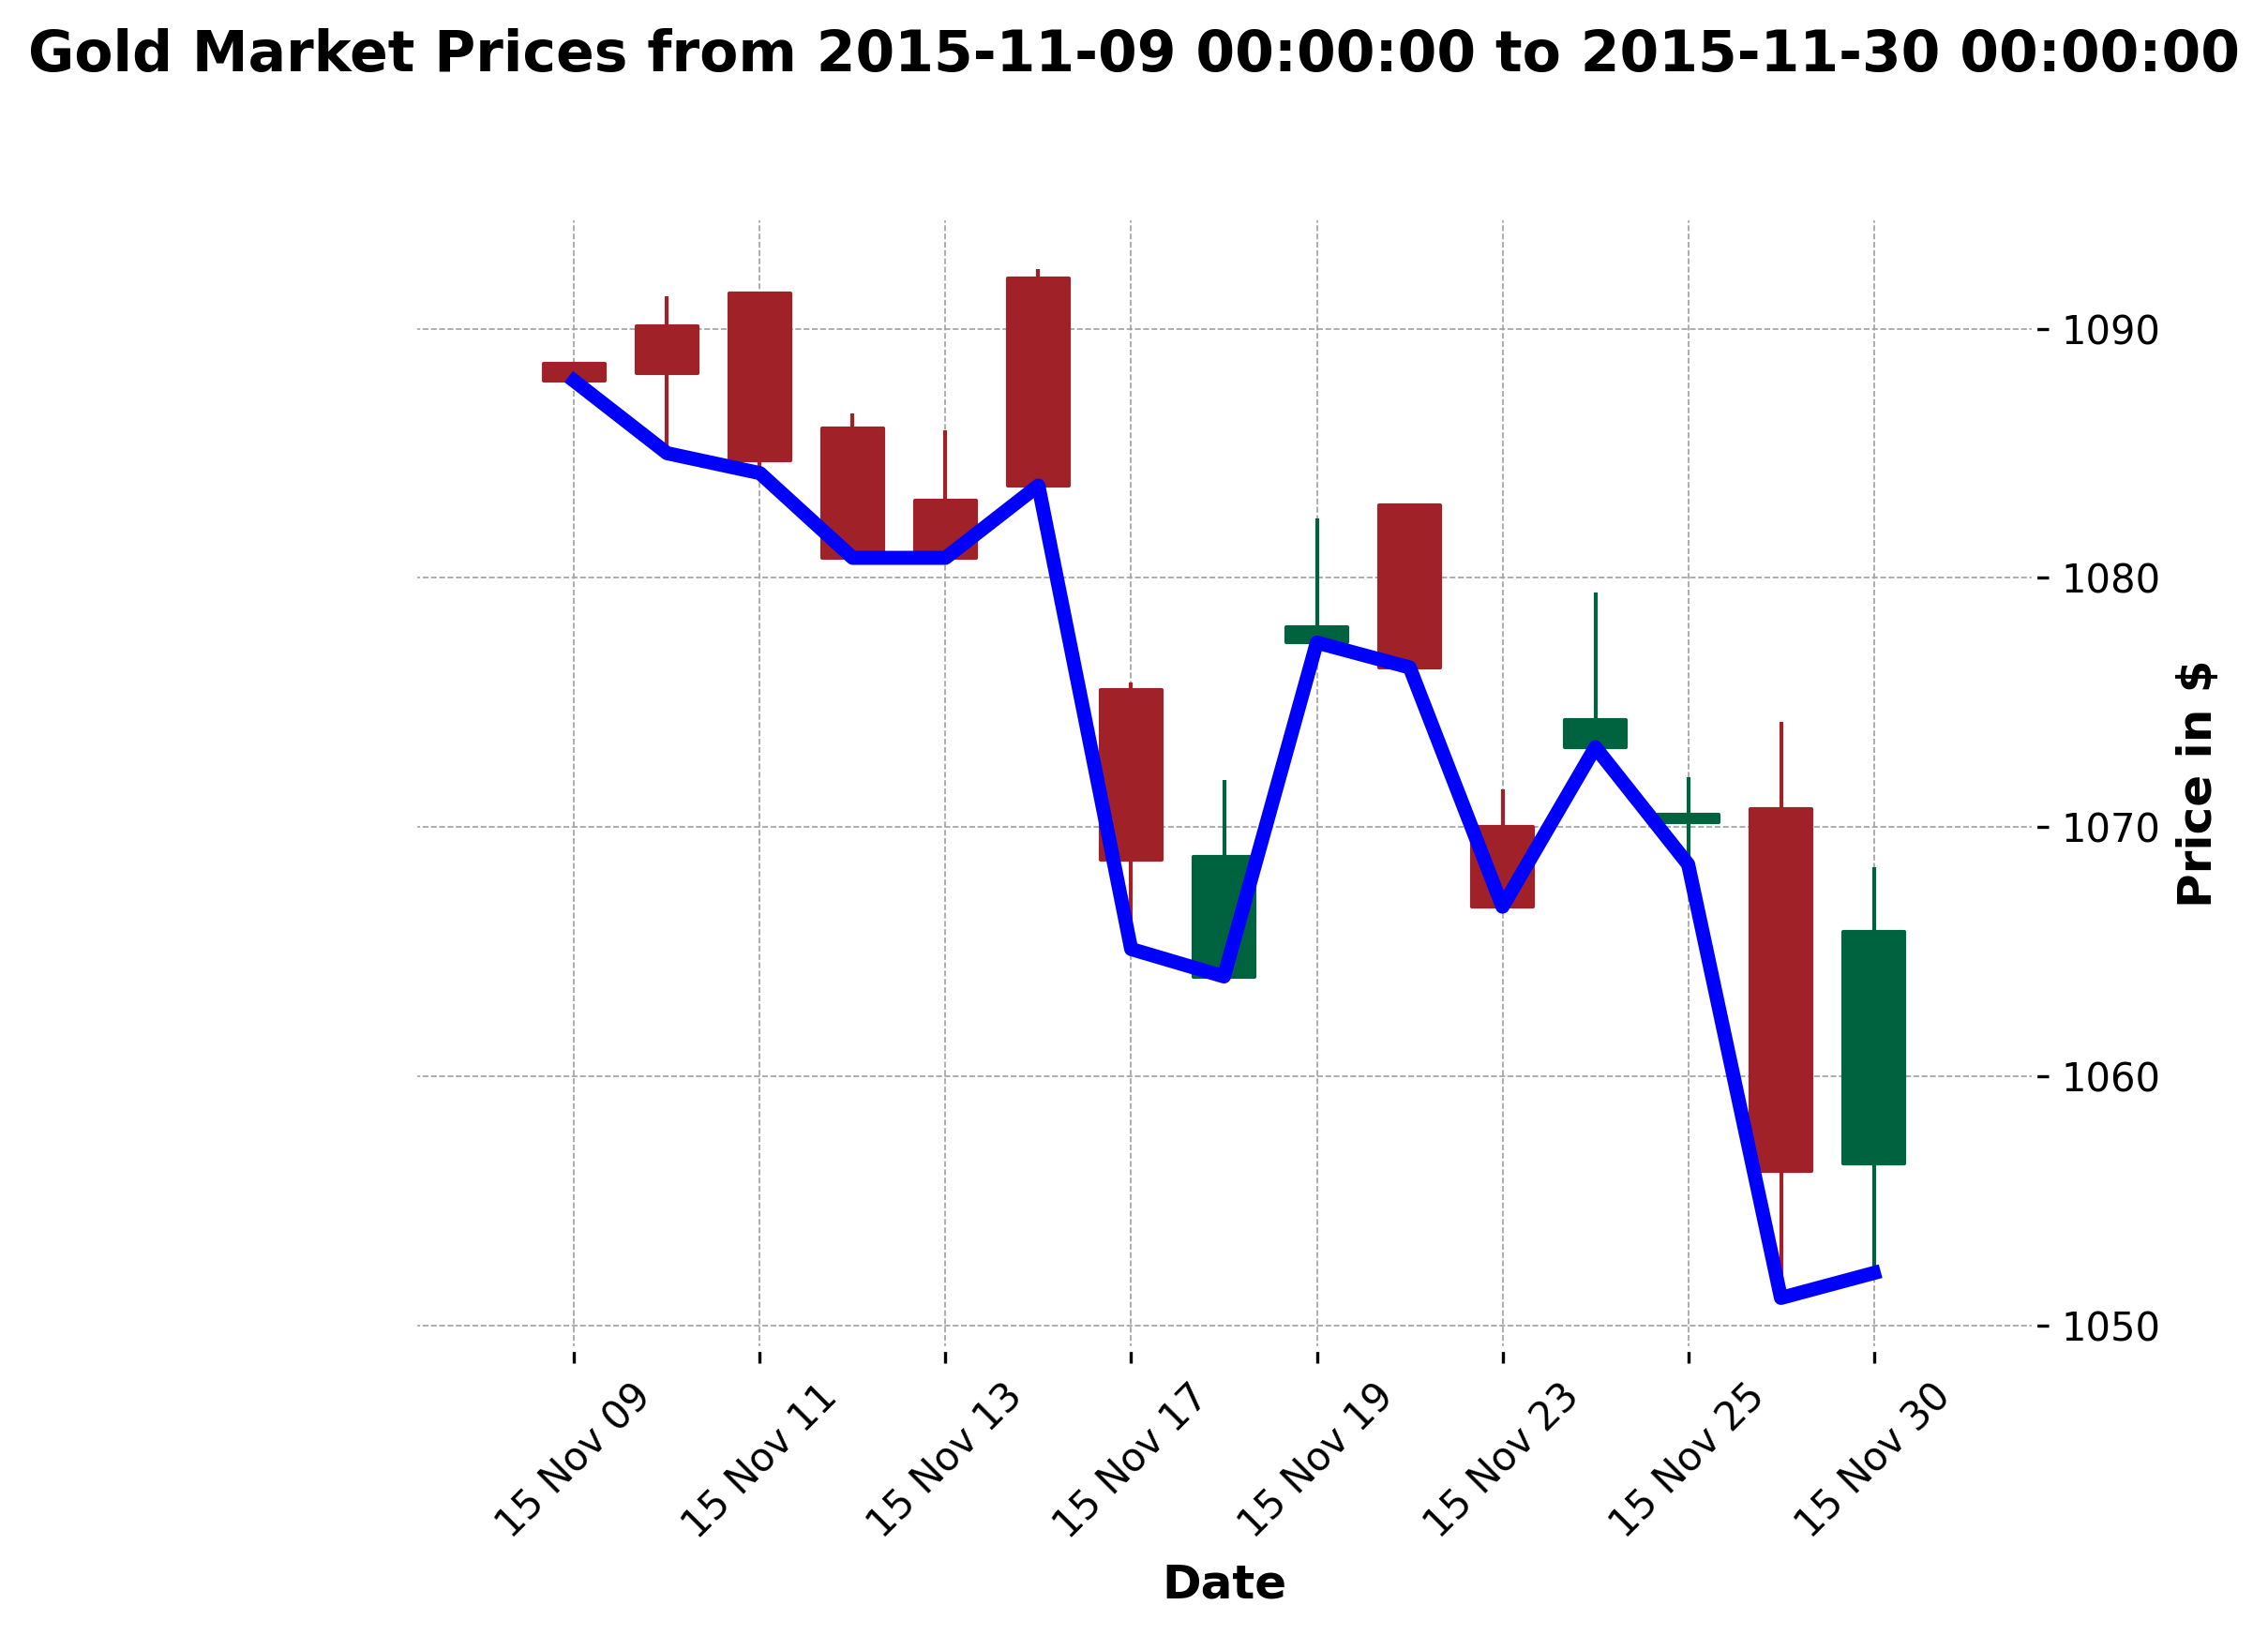 Gold Market Prices from 2015-11-09 00:00:00 to 2015-11-30 00:00:00
1090
1080
1070
1060
1050
Price in $
15 Nov 09
15 Nov 11
15 Nov 13
15 Nov 17
15 Nov 19
15 Nov 23
15 Nov 25
15 Nov 30
Date